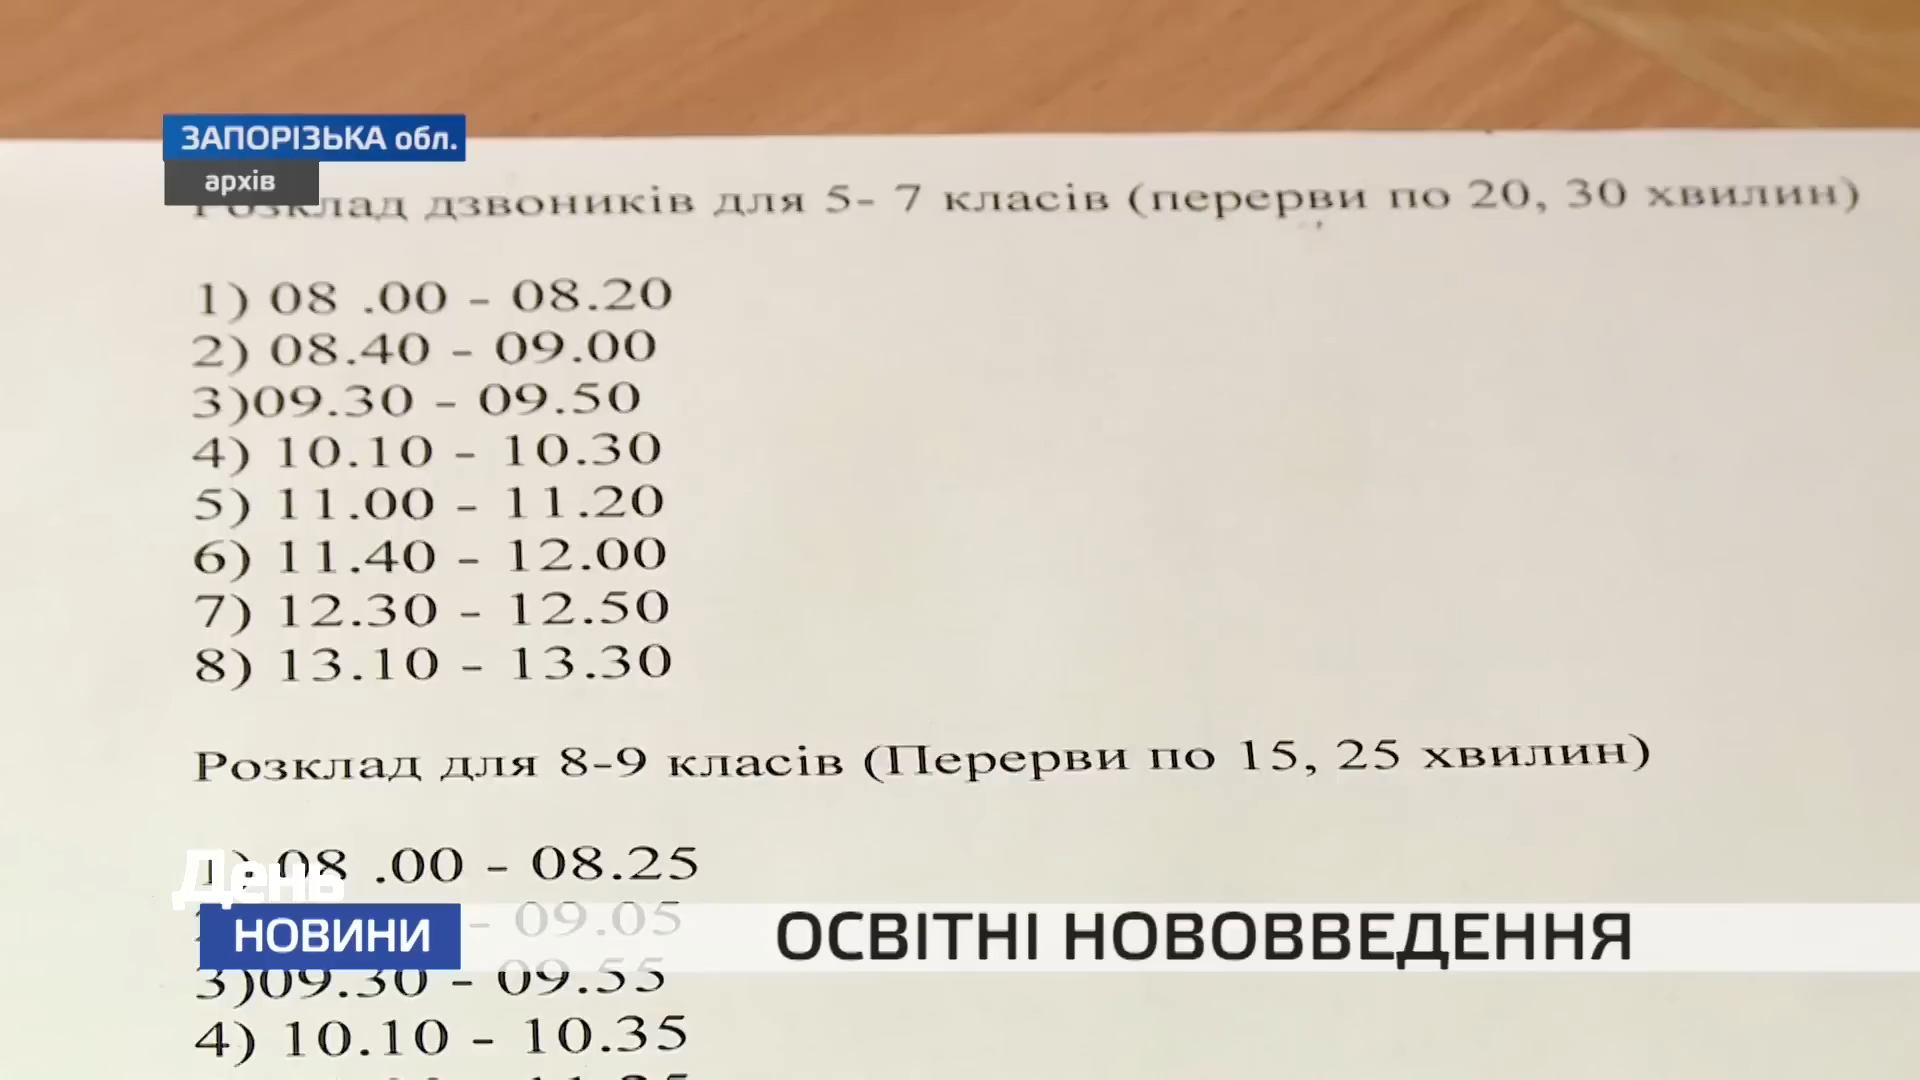 ЗАПОРІЗЬКА обл.
архів
Розклад дзвоників для 5- 7 класів (перерви по 20, 30 хвилин)
1) 08 .00 - 08.20
2) 08.40 - 09.00
3)09.30 - 09.50
4) 10.10 - 10.30
5) 11.00 - 11.20
6) 11.40 - 12.00
7) 12.30 - 12.50
8) 13.10 - 13.30
Розклад для 8-9 класів (Перерви по 15, 25 хвилин)
1) 08 .00 - 08.25
День
- 09.05
НОВИНИ
ОСВІТНІ НОВОВВЕДЕННЯ
3)09.30 - 09.55
4) 10.10 - 10.35